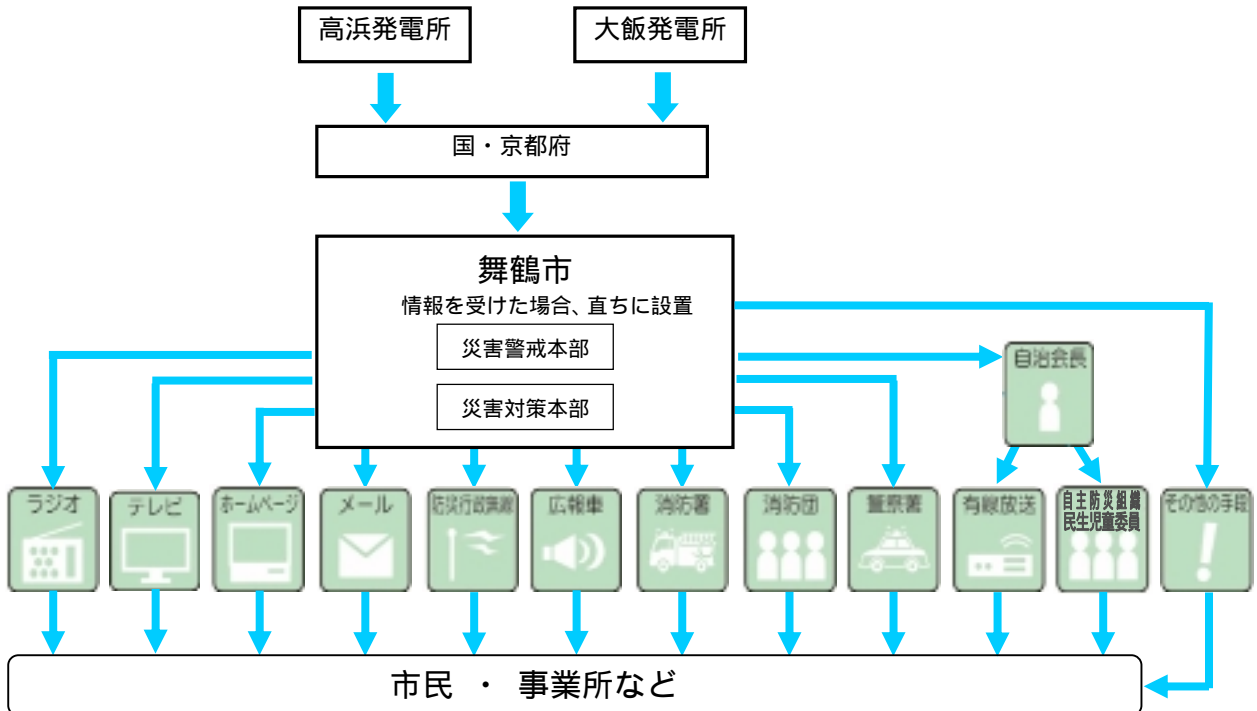 高浜発電所
大飯発電所
国・京都府
舞鶴市
情報を受けた場合、直ちに設置
災害警戒本部
災害対策本部
自治会長
ラジオ
テレビ
ホームページ
メール
防災行政無線
広報車
消防署
消防団
警察署
有線放送
自主防災組織
民生児童委員
その他の手段
市民 ・ 事業所など